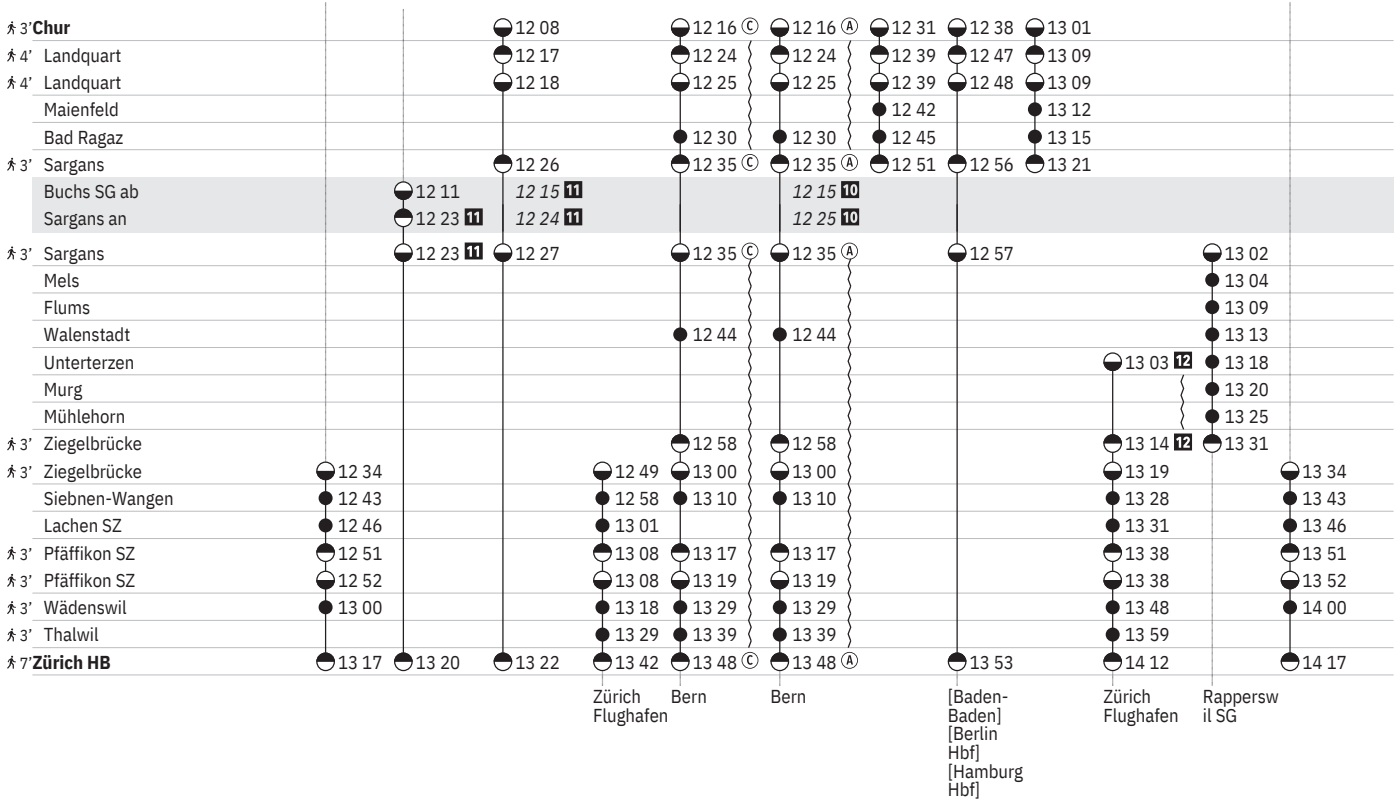 3' Chur 12 08 12 16 C 12 16 A 12 31 12 38 13 01
4' Landquart 12 17 12 24 12 24 12 39 12 47 13 09
4' Landquart 12 18 12 25 12 25 12 39 12 48 13 09
Maienfeld 12 42 13 12
Bad Ragaz 12 30 12 30 12 45 13 15
3' Sargans 12 26 12 35 C 12 35 A 12 51 12 56 13 21
Buchs SG ab 12 11 12 15 11 12 15 10
Sargans an 12 23 11 12 24 11 12 25 10
3' Sargans 12 23 11 12 27 12 35 C 12 35 A 12 57 13 02
Mels 13 04
Flums 13 09
Walenstadt 12 44 12 44 13 13
Unterterzen 13 03 12 13 18
Murg 13 20
Mühlehorn 13 25
3' Ziegelbrücke 12 58 12 58 13 14 12 13 31
3' Ziegelbrücke 12 34 12 49 13 00 13 00 13 19 13 34
Siebnen-Wangen 12 43 12 58 13 10 13 10 13 28 13 43
Lachen SZ 12 46 13 01 13 31 13 46
3' Pfäffikon SZ 12 51 13 08 13 17 13 17 13 38 13 51
3' Pfäffikon SZ 12 52 13 08 13 19 13 19 13 38 13 52
3' Wädenswil 13 00 13 18 13 29 13 29 13 48 14 00
3' Thalwil 13 29 13 39 13 39 13 59
7' Zürich HB 13 17 13 20 13 22 13 42 13 48 C 13 48 A 13 53 14 12 14 17
Zürich Bern Bern [Baden- Zürich Rappersw
Flughafen Baden] Flughafen il SG
[Berlin
Hbf]
[Hamburg
Hbf]